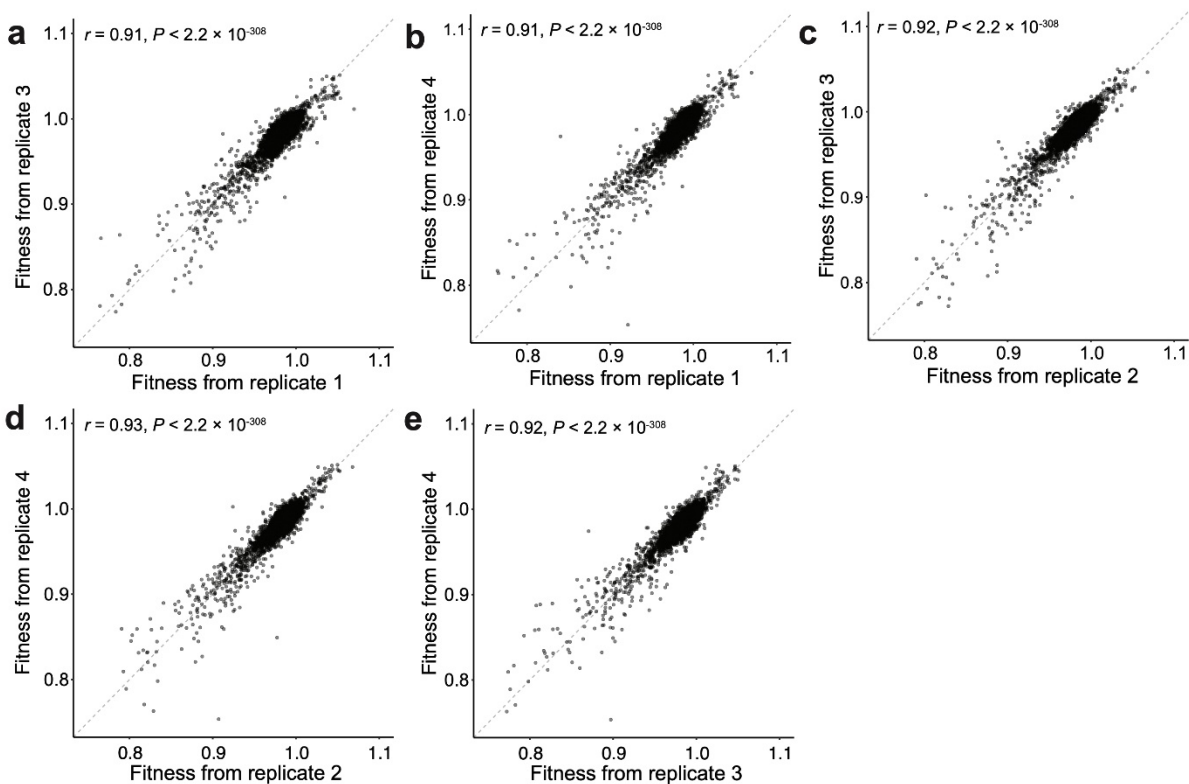 a
r = 0.91, P < 2.2 × 10⁻³⁰⁸
Fitness from replicate 3
1.1
1.0
0.9
0.8
0.8 0.9 1.0 1.1
Fitness from replicate 1
b
r = 0.91, P < 2.2 × 10⁻³⁰⁸
Fitness from replicate 4
1.1
1.0
0.9
0.8
0.8 0.9 1.0 1.1
Fitness from replicate 1
c
r = 0.92, P < 2.2 × 10⁻³⁰⁸
Fitness from replicate 3
1.1
1.0
0.9
0.8
0.8 0.9 1.0 1.1
Fitness from replicate 2
d
r = 0.93, P < 2.2 × 10⁻³⁰⁸
Fitness from replicate 4
1.1
1.0
0.9
0.8
0.8 0.9 1.0 1.1
Fitness from replicate 2
e
r = 0.92, P < 2.2 × 10⁻³⁰⁸
Fitness from replicate 4
1.1
1.0
0.9
0.8
0.8 0.9 1.0 1.1
Fitness from replicate 3